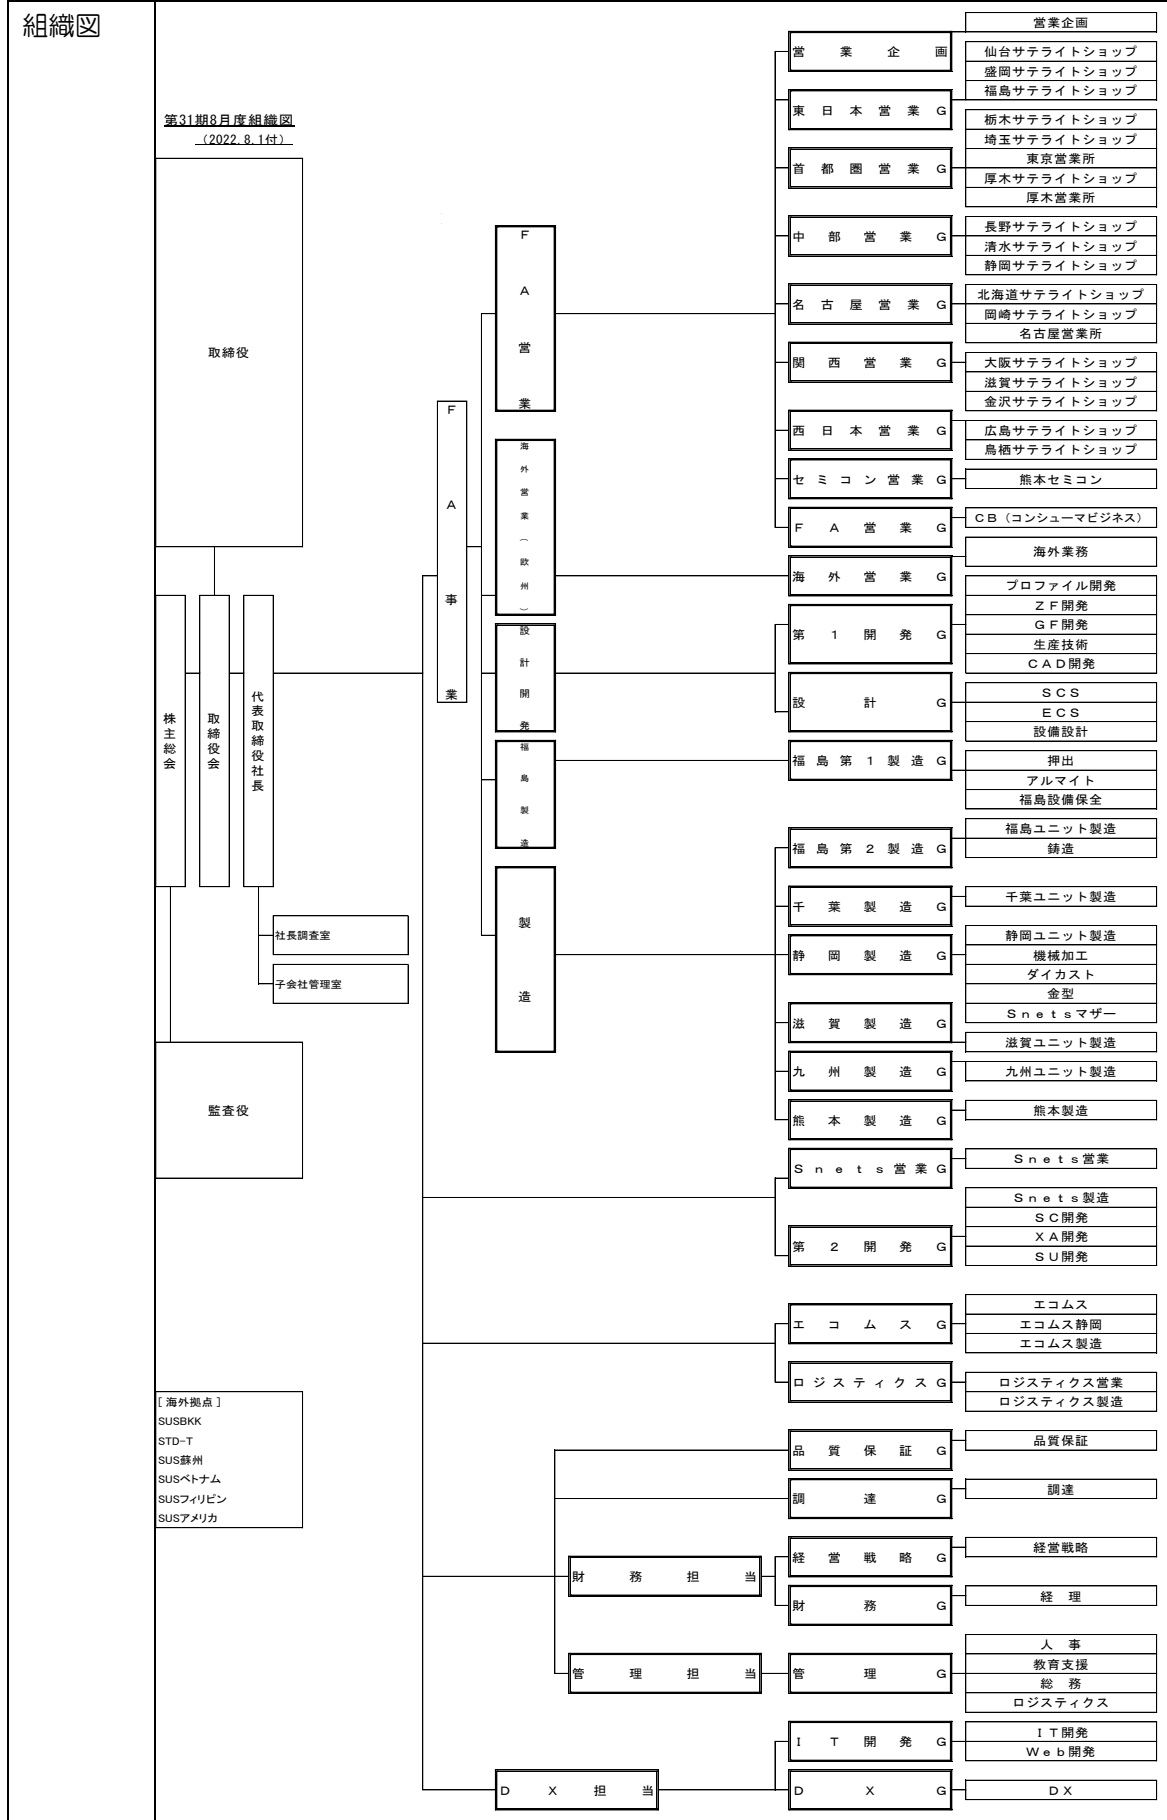 組織図
第31期8月度組織図
（2022.8.1付）
取締役
株主総会
取締役会
代表取締役社長
社長調査室
子会社管理室
監査役
[ 海外拠点 ]
SUSBKK
STD-T
SUS蘇州
SUSベトナム
SUSフィリピン
SUSアメリカ
ＦＡ事業
ＦＡ営業
海外営業（欧州）
設計開発
福島製造
製造
営業企画
営業企画
東日本営業G
仙台サテライトショップ
盛岡サテライトショップ
福島サテライトショップ
首都圏営業G
栃木サテライトショップ
埼玉サテライトショップ
東京営業所
厚木サテライトショップ
厚木営業所
中部営業G
長野サテライトショップ
清水サテライトショップ
静岡サテライトショップ
名古屋営業G
北海道サテライトショップ
岡崎サテライトショップ
名古屋営業所
関西営業G
大阪サテライトショップ
滋賀サテライトショップ
金沢サテライトショップ
西日本営業G
広島サテライトショップ
鳥栖サテライトショップ
セミコン営業G
熊本セミコン
ＦＡ営業G
ＣＢ（コンシューマビジネス）
海外営業G
海外業務
第１開発G
プロファイル開発
ＺＦ開発
ＧＦ開発
生産技術
ＣＡＤ開発
設計G
ＳＣＳ
ＥＣＳ
設備設計
福島第１製造G
押出
アルマイト
福島設備保全
福島第２製造G
福島ユニット製造
鋳造
千葉製造G
千葉ユニット製造
静岡製造G
静岡ユニット製造
機械加工
ダイカスト
金型
Ｓｎｅｔｓマザー
滋賀製造G
滋賀ユニット製造
九州製造G
九州ユニット製造
熊本製造G
熊本製造
Ｓｎｅｔｓ営業G
Ｓｎｅｔｓ営業
第２開発G
Ｓｎｅｔｓ製造
ＳＣ開発
ＸＡ開発
ＳＵ開発
エコムスG
エコムス
エコムス静岡
エコムス製造
ロジスティクスG
ロジスティクス営業
ロジスティクス製造
品質保証G
品質保証
調達G
調達
財務担当
経営戦略G
経営戦略
財務G
経　理
管理担当
管理G
人　事
教育支援
総　務
ロジスティクス
ＤＸ担当
ＩＴ開発G
ＩＴ開発
Ｗｅｂ開発
ＤＸG
ＤＸ